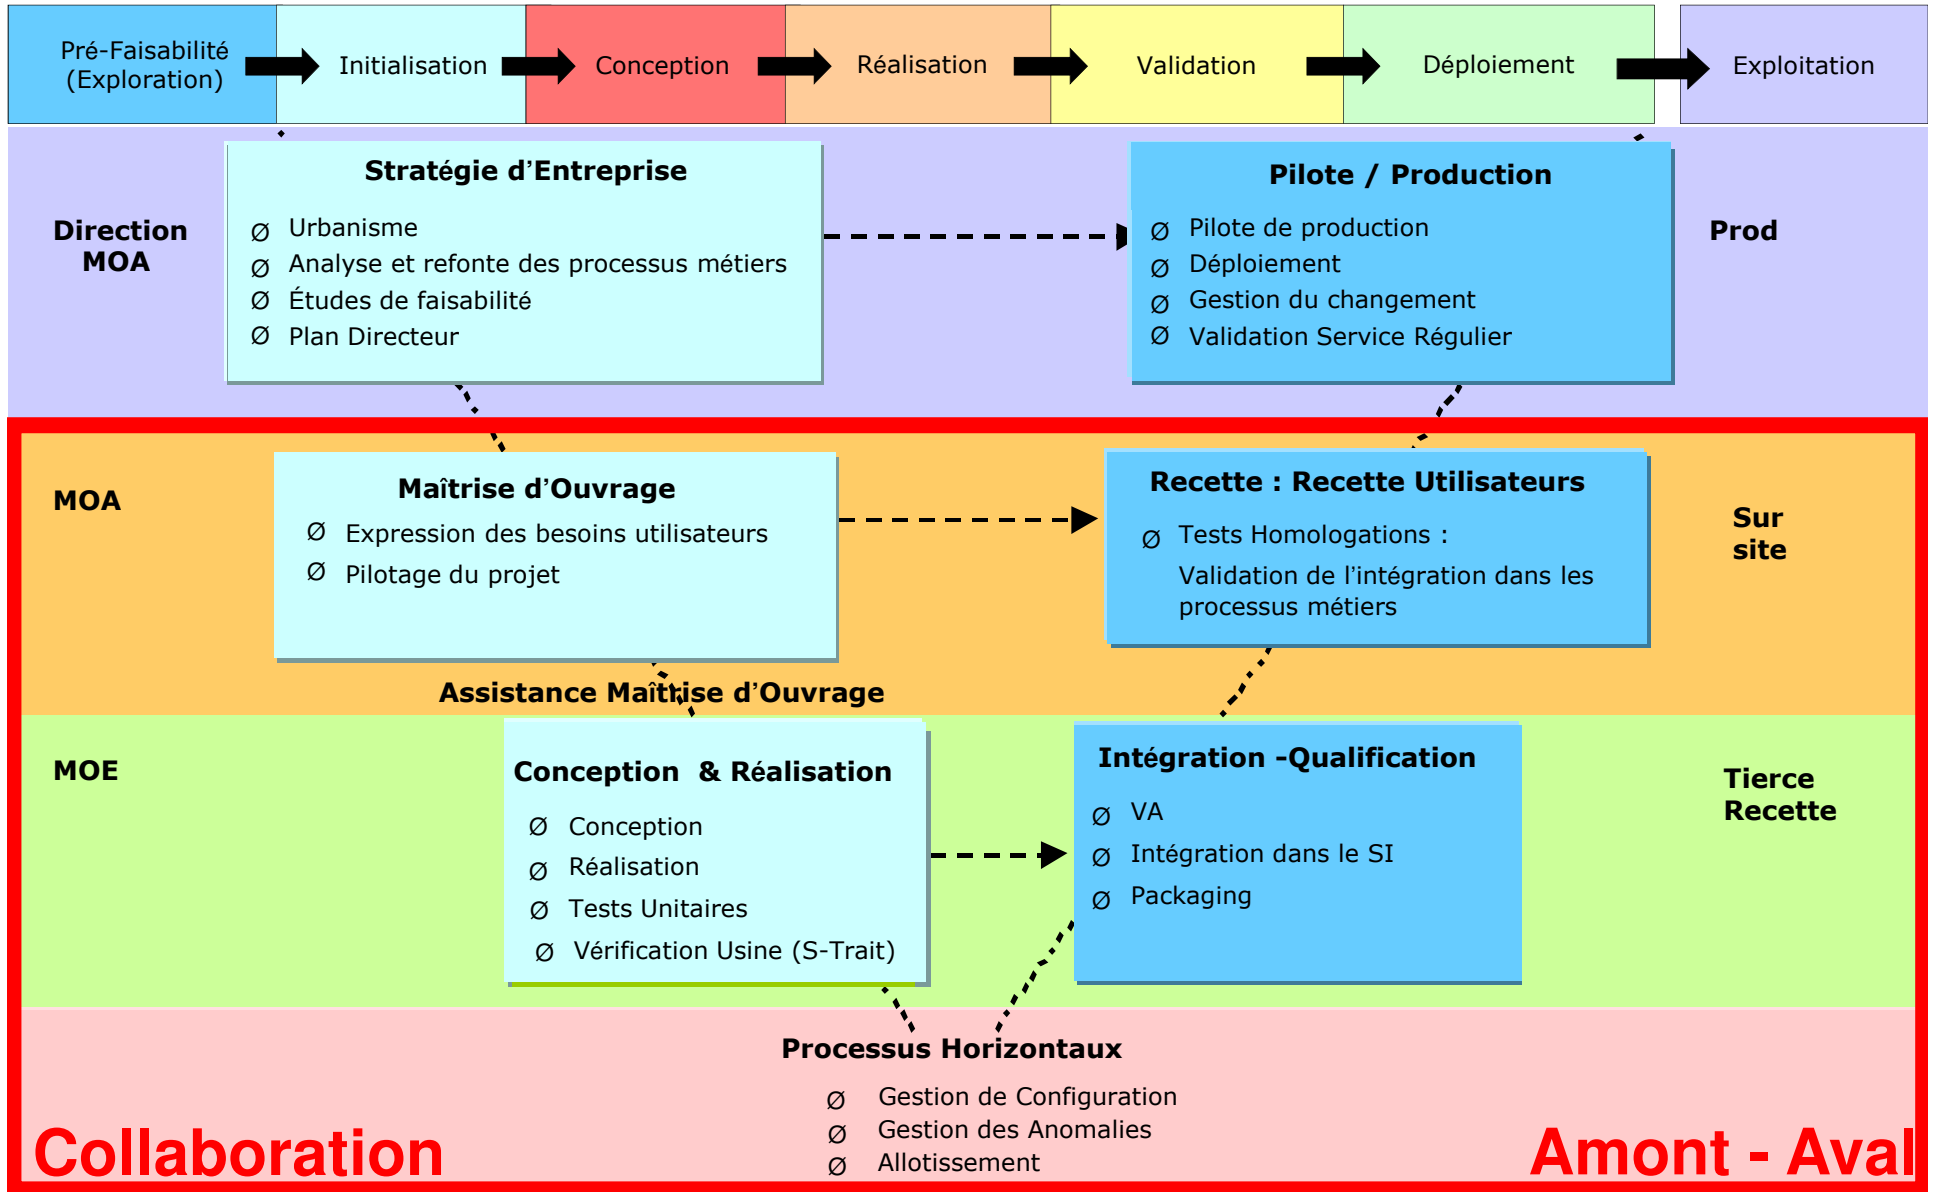 Pré-Faisabilité
(Exploration)
Initialisation
Conception
Réalisation
Validation
Déploiement
Exploitation
Direction
MOA
Stratégie d'Entreprise
Ø Urbanisme
Ø Analyse et refonte des processus métiers
Ø Études de faisabilité
Ø Plan Directeur
Pilote / Production
Ø Pilote de production
Ø Déploiement
Ø Gestion du changement
Ø Validation Service Régulier
Prod
MOA
Maîtrise d'Ouvrage
Ø Expression des besoins utilisateurs
Ø Pilotage du projet
Recette : Recette Utilisateurs
Ø Tests Homologations :
Validation de l'intégration dans les
processus métiers
Sur
site
Assistance Maîtrise d'Ouvrage
MOE
Conception & Réalisation
Ø Conception
Ø Réalisation
Ø Tests Unitaires
Ø Vérification Usine (S-Trait)
Intégration -Qualification
Ø VA
Ø Intégration dans le SI
Ø Packaging
Tierce
Recette
Processus Horizontaux
Ø Gestion de Configuration
Ø Gestion des Anomalies
Ø Allotissement
Collaboration
Amont - Aval